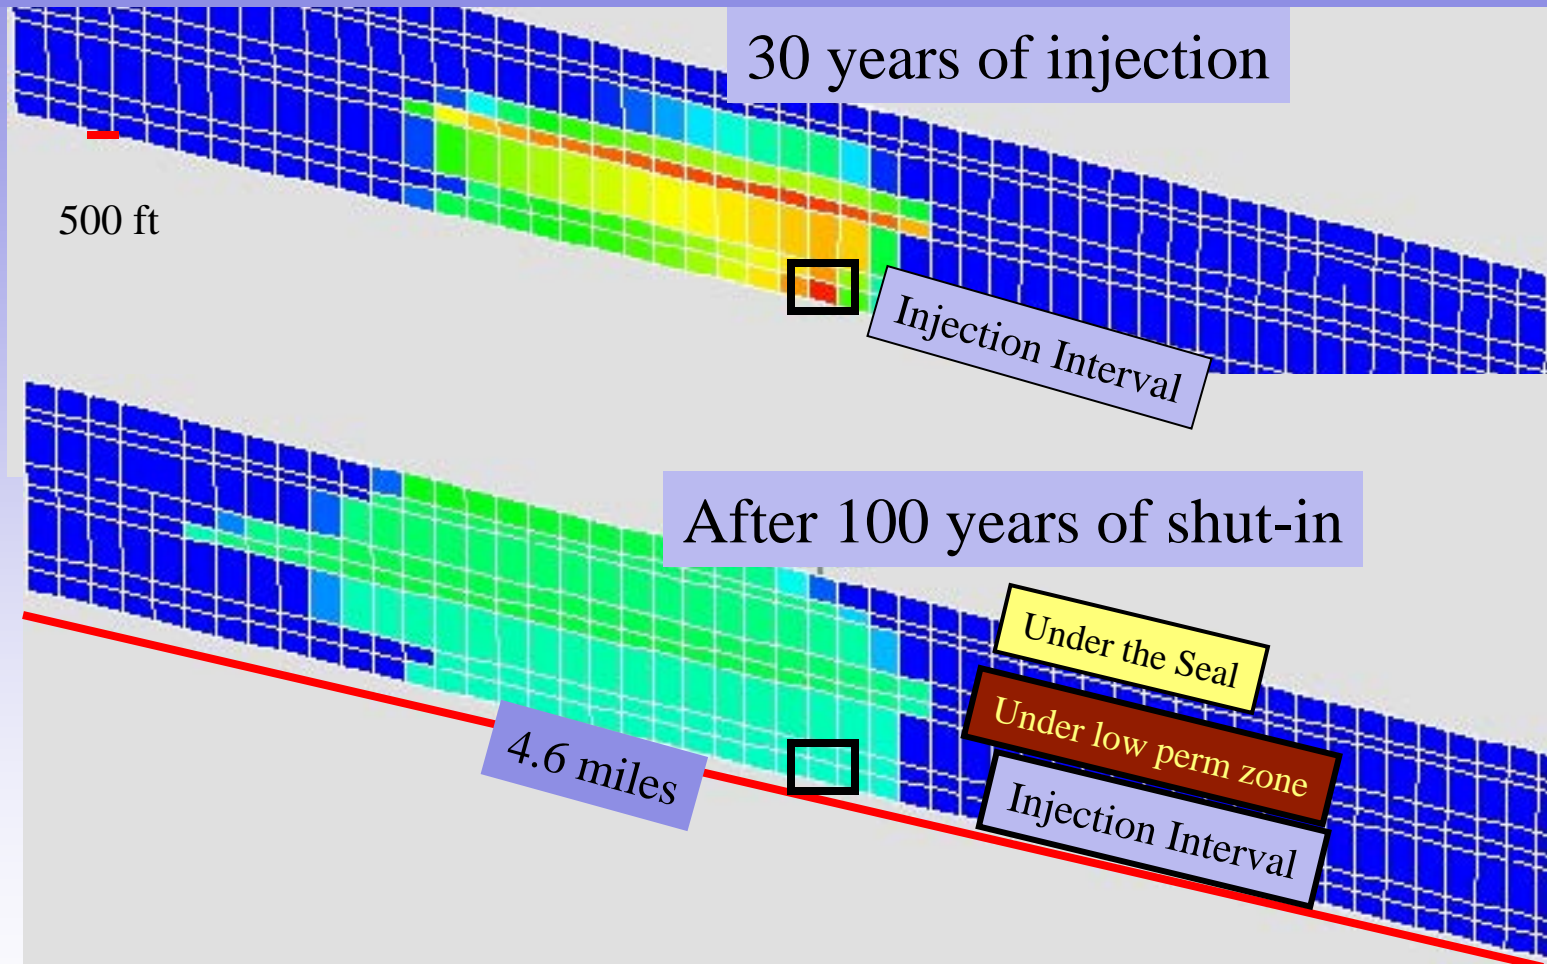 30 years of injection
500 ft
Injection Interval
After 100 years of shut-in
Under the Seal
Under low perm zone
Injection Interval
4.6 miles